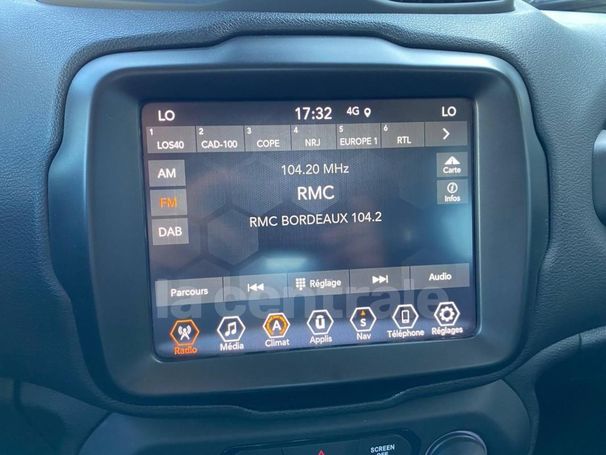 LO 17:32 4G LO
1 LOS40 2 CAD-100 3 COPE 4 NRJ 5 EUROPE 1 6 RTL
AM
FM
DAB
104.20 MHz
RMC
RMC BORDEAUX 104.2
Carte
Infos
Parcours Réglage Audio
la centrale
Radio Média Climat Applis Nav Téléphone Réglages
A S
SCREEN
OFF